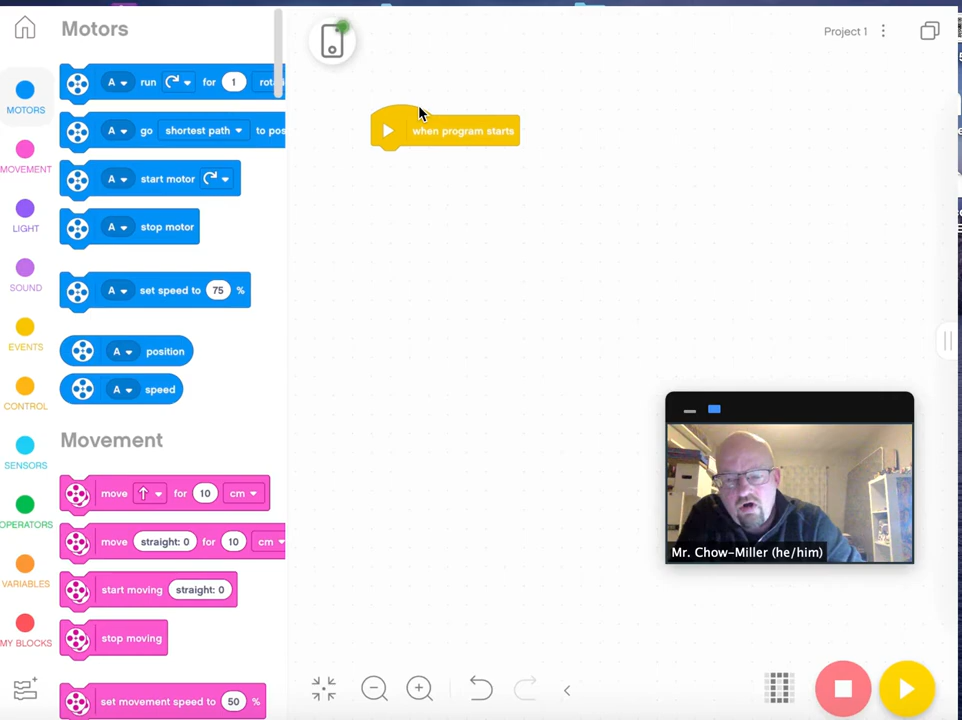 Motors
Project 1
MOTORS
MOVEMENT
LIGHT
SOUND
EVENTS
CONTROL
SENSORS
OPERATORS
VARIABLES
MY BLOCKS
A run for 1
A go shortest path to
A start motor
A stop motor
A set speed to 75 %
A position
A speed
Movement
move for 10 cm
move straight: 0 for 10 cm
start moving straight: 0
stop moving
set movement speed to 50 %
when program starts
Mr. Chow-Miller (he/him)